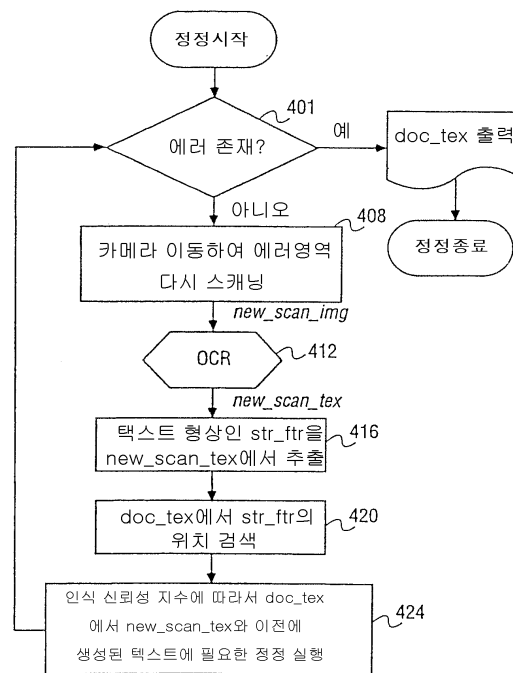 정정시작
401
에러 존재?
예
doc_tex 출력
아니오
정정종료
408
카메라 이동하여 에러영역
다시 스캐닝
new_scan_img
OCR
412
new_scan_tex
택스트 형상인 str_ftr을
new_scan_tex에서 추출
416
doc_tex에서 str_ftr의
위치 검색
420
인식 신뢰성 지수에 따라서 doc_tex
에서 new_scan_tex와 이전에
생성된 텍스트에 필요한 정정 실행
424